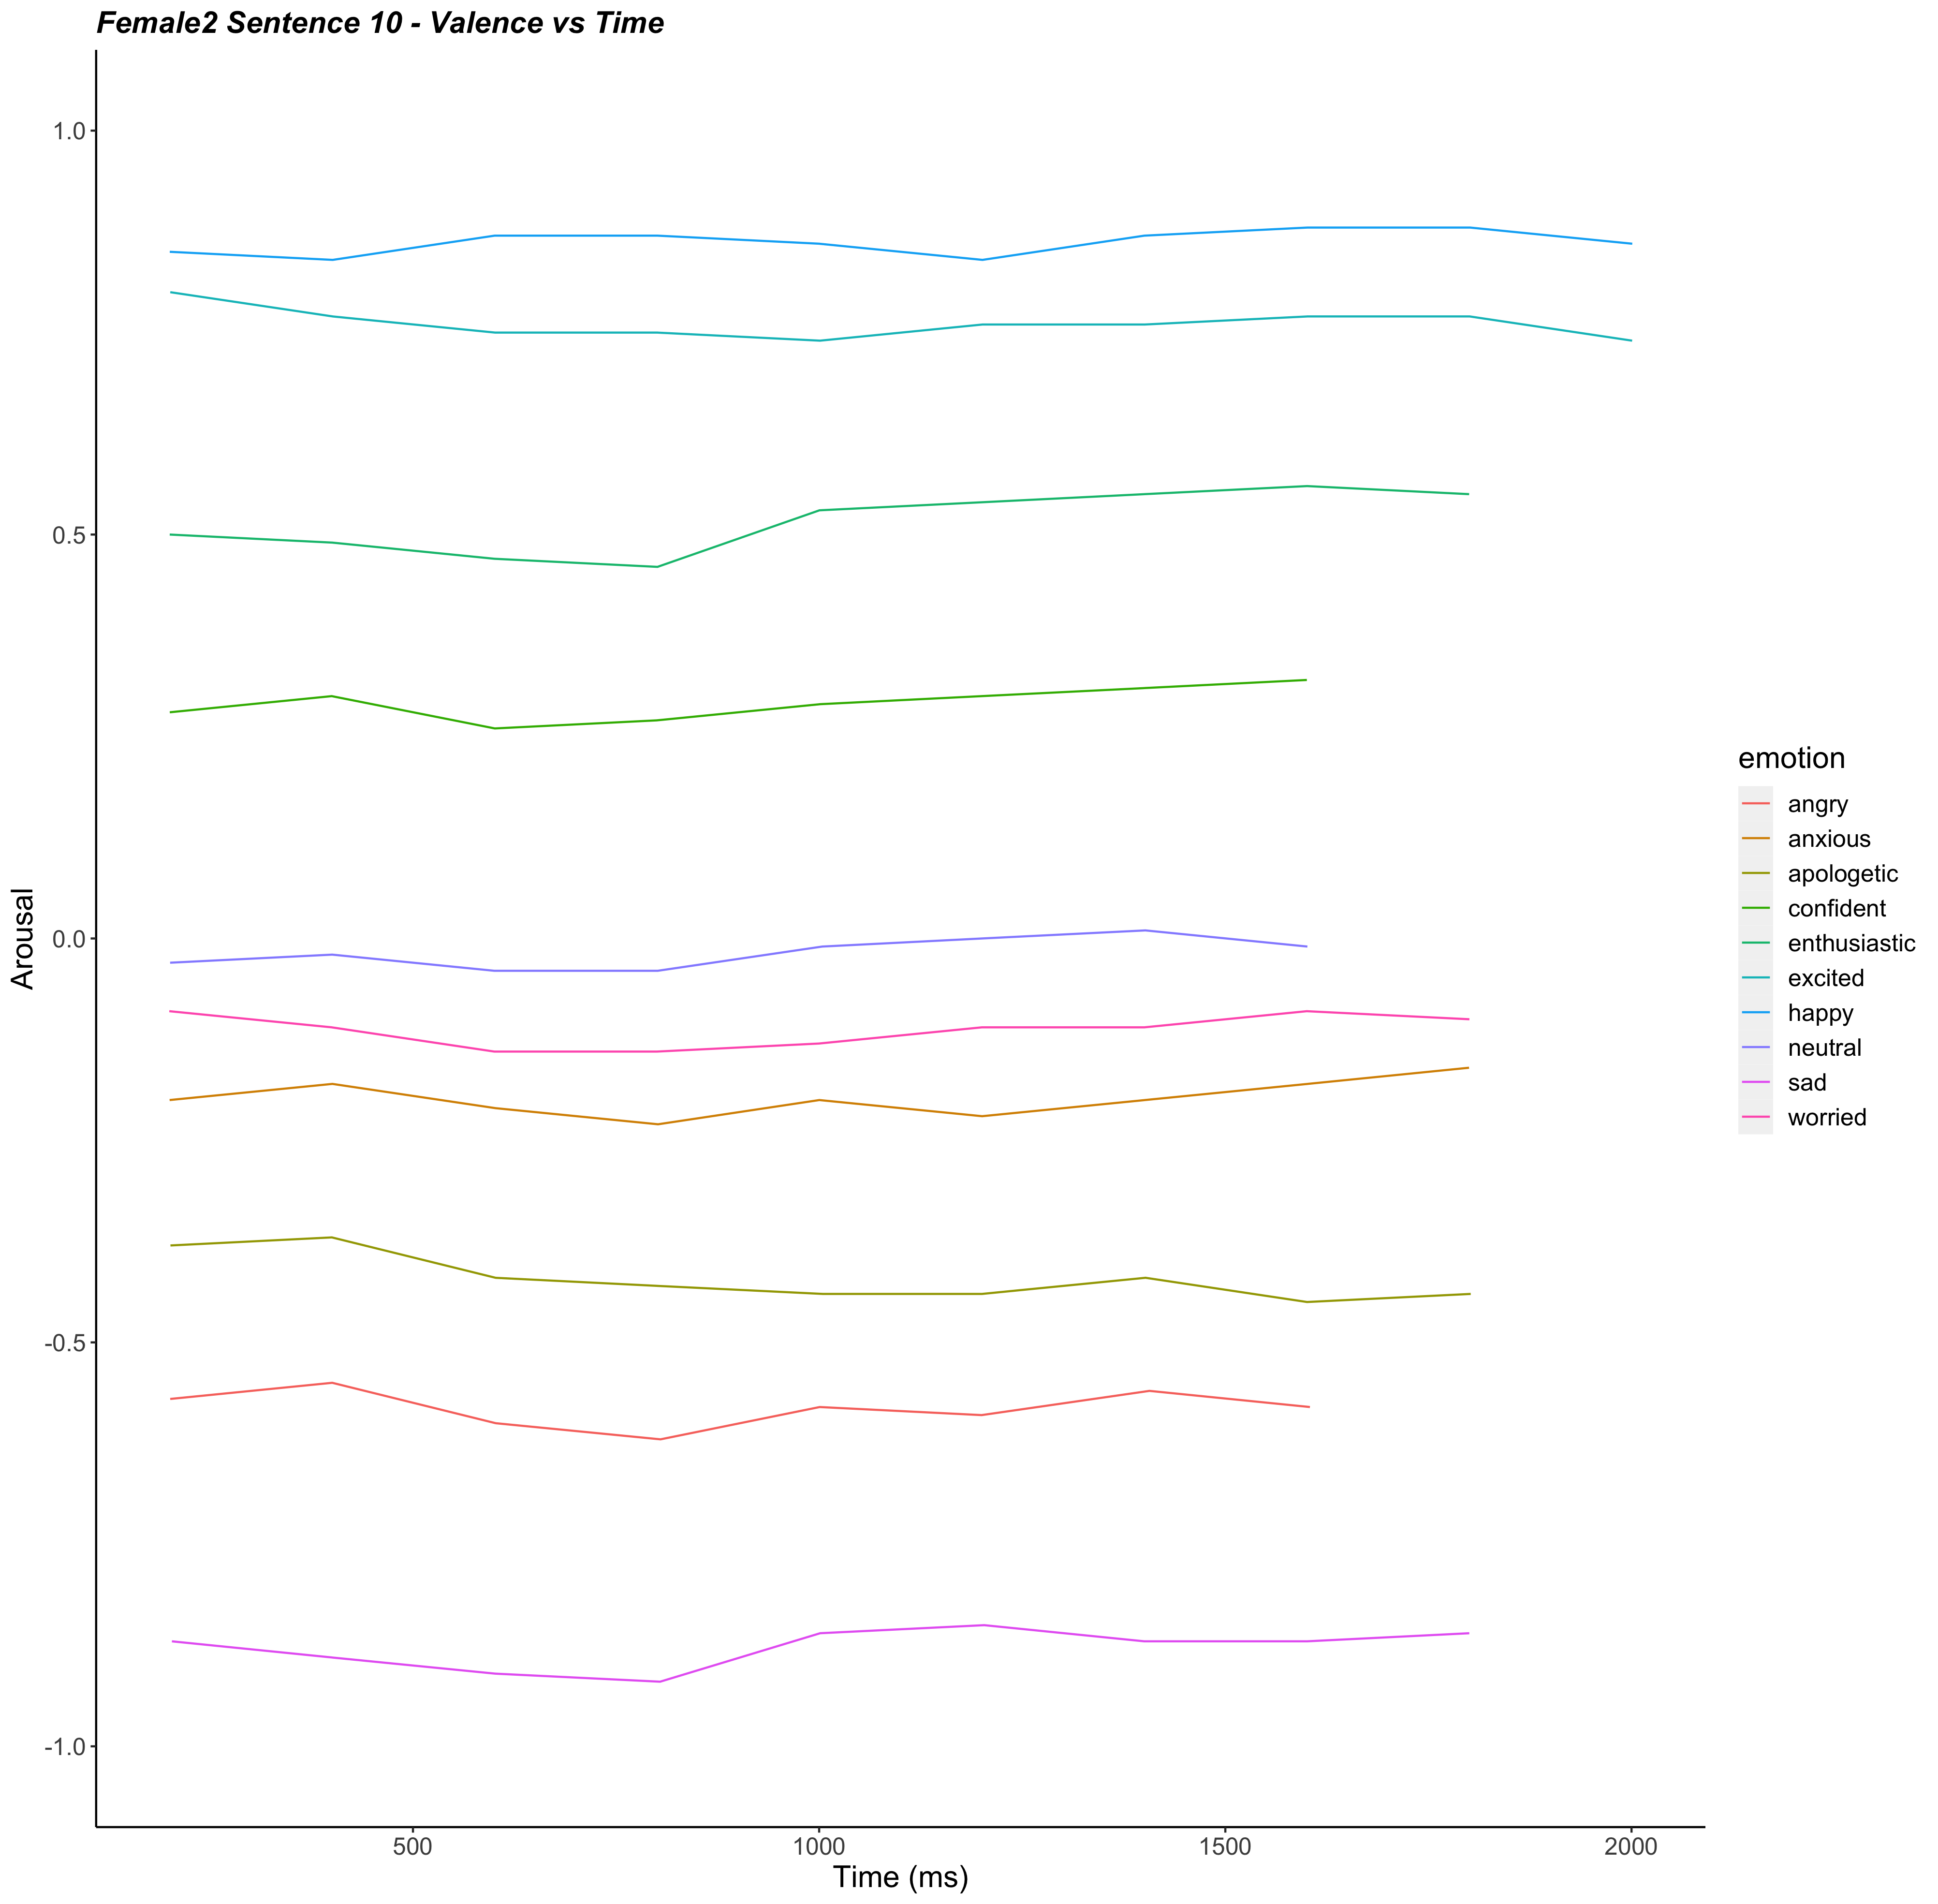 Female2 Sentence 10 - Valence vs Time
1.0
0.5
0.0
-0.5
-1.0
Arousal
500 1000 1500 2000
Time (ms)
emotion
angry
anxious
apologetic
confident
enthusiastic
excited
happy
neutral
sad
worried